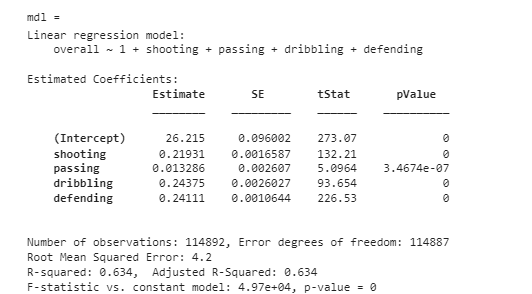 mdl =
Linear regression model:
overall ~ 1 + shooting + passing + dribbling + defending
Estimated Coefficients:
Estimate SE tStat pValue
(Intercept) 26.215 0.096002 273.07 0
shooting 0.21931 0.0016587 132.21 0
passing 0.013286 0.002607 5.0964 3.4674e-07
dribbling 0.24375 0.0026027 93.654 0
defending 0.24111 0.0010644 226.53 0
Number of observations: 114892, Error degrees of freedom: 114887
Root Mean Squared Error: 4.2
R-squared: 0.634, Adjusted R-Squared: 0.634
F-statistic vs. constant model: 4.97e+04, p-value = 0